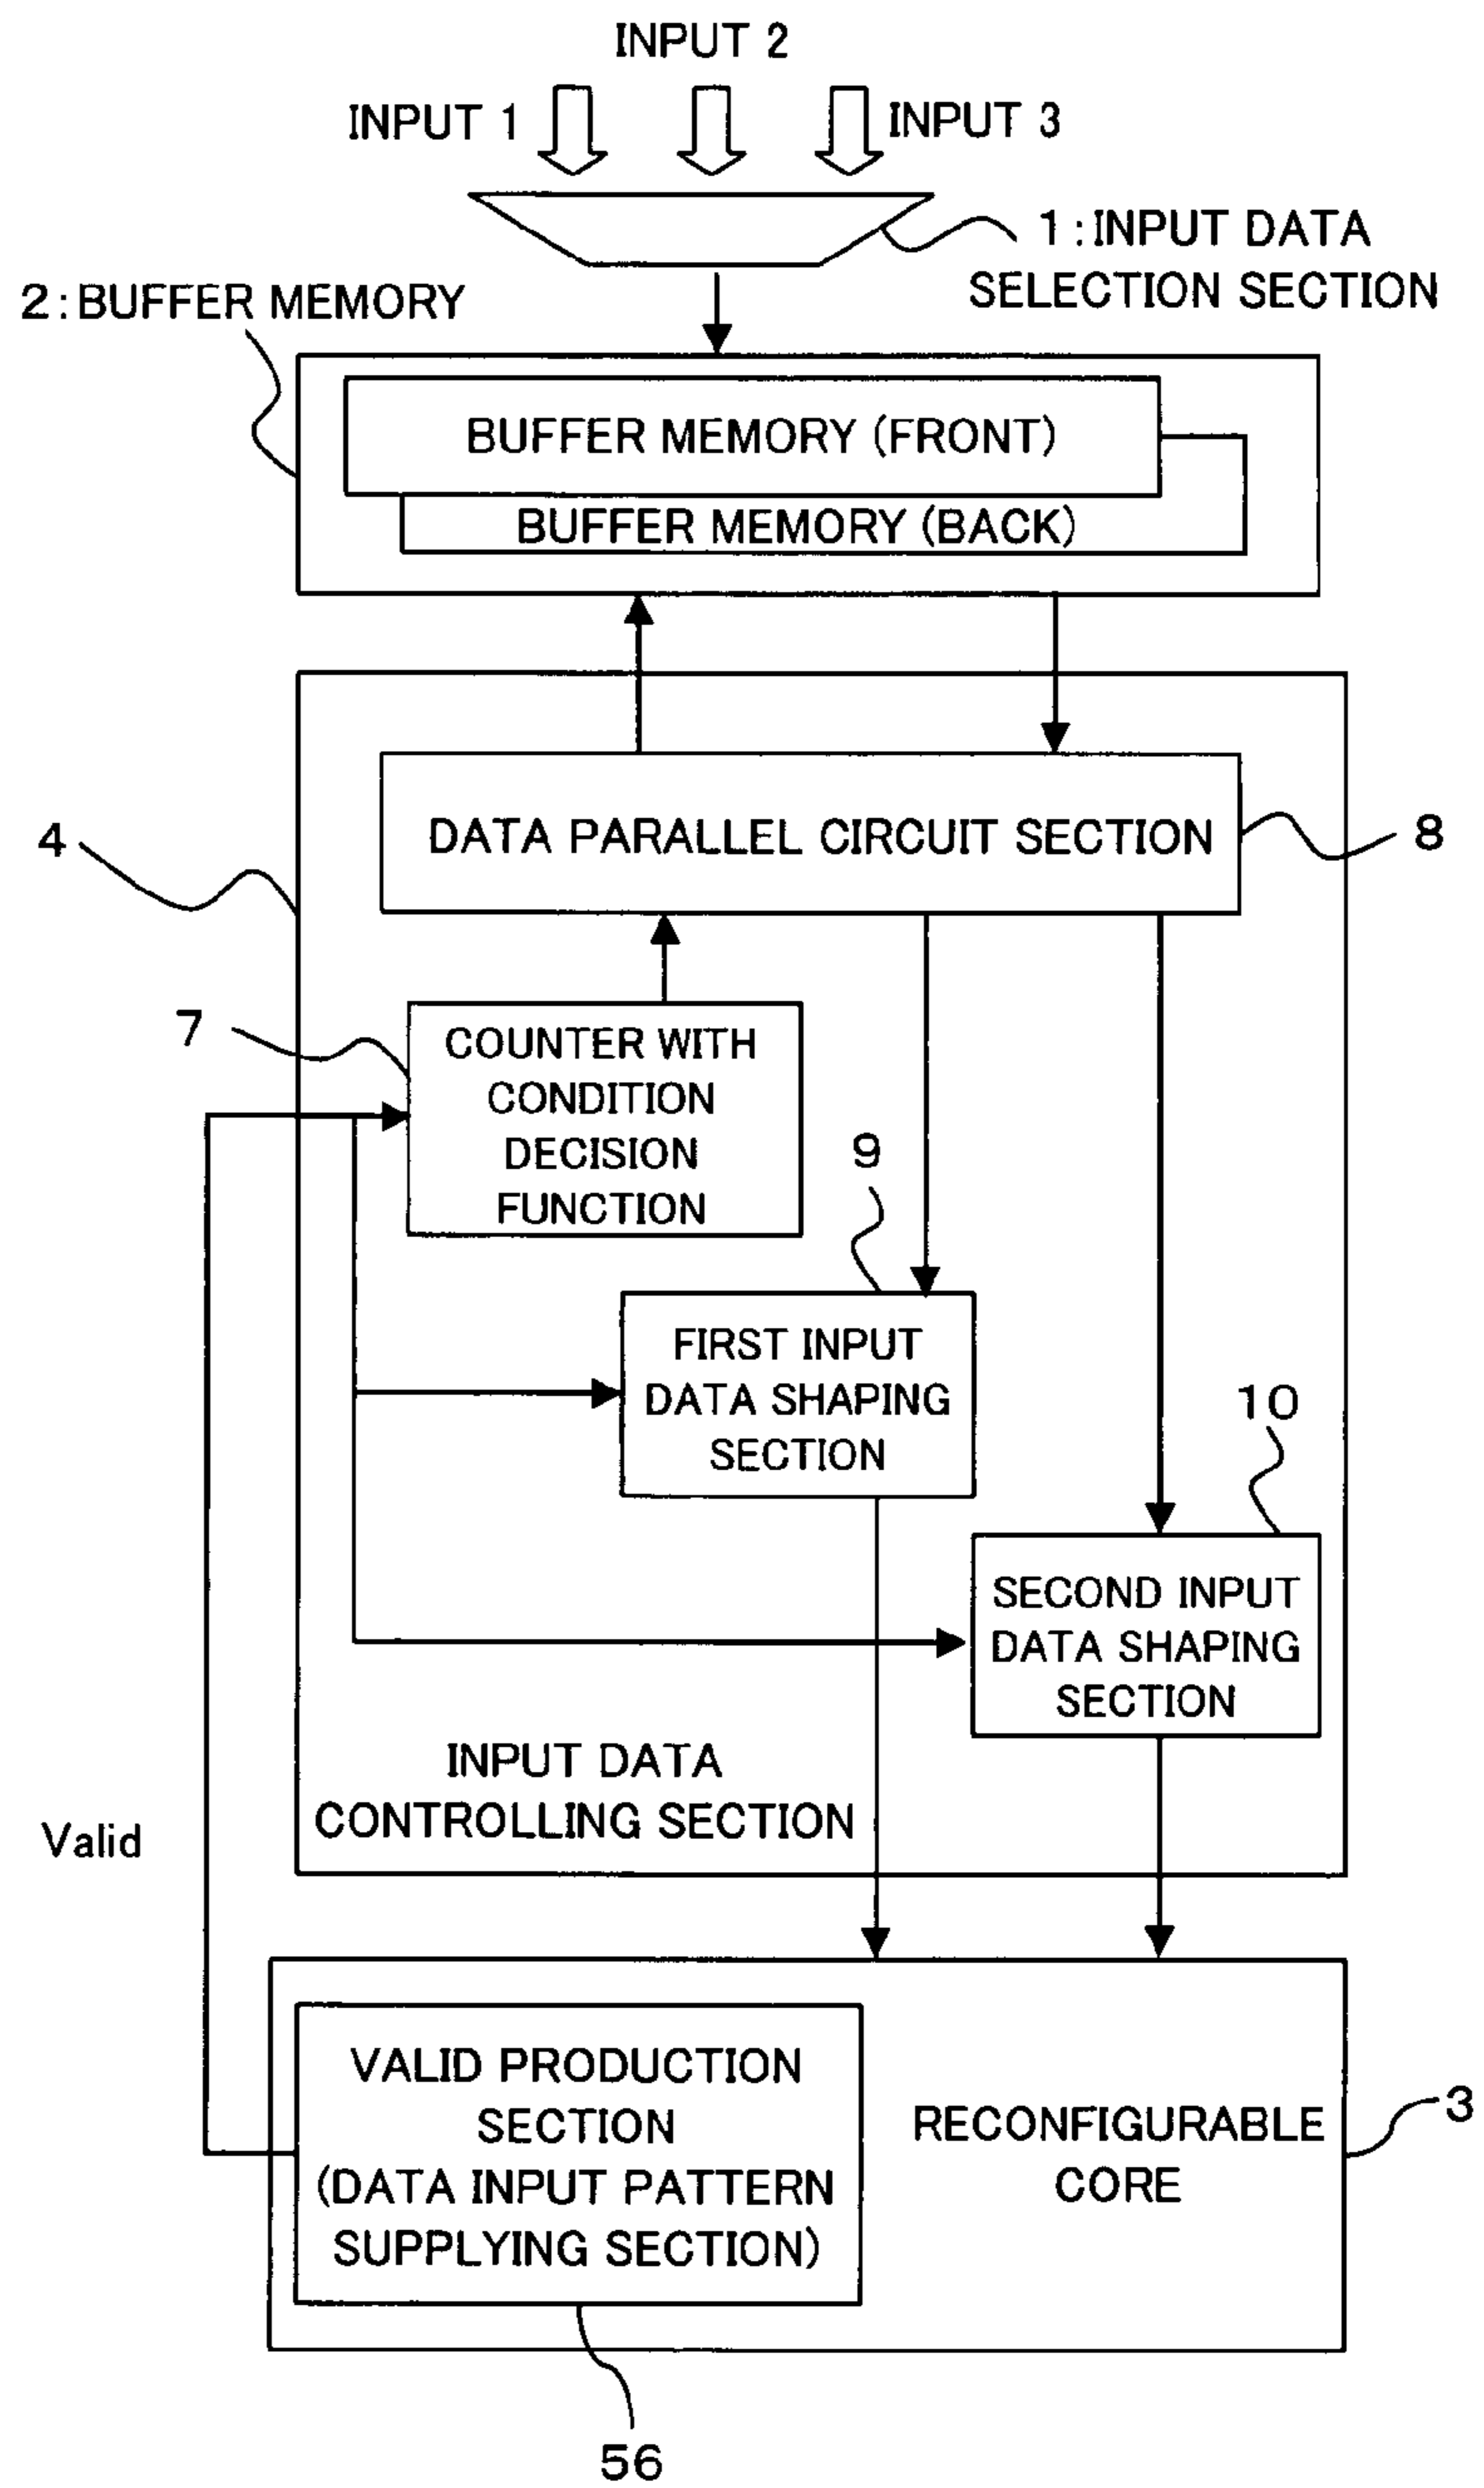 INPUT 2
INPUT 1
INPUT 3
1:INPUT DATA
SELECTION SECTION
2:BUFFER MEMORY
BUFFER MEMORY (FRONT)
BUFFER MEMORY (BACK)
DATA PARALLEL CIRCUIT SECTION
8
4
7
COUNTER WITH
CONDITION
DECISION
FUNCTION
9
FIRST INPUT
DATA SHAPING
SECTION
10
SECOND INPUT
DATA SHAPING
SECTION
INPUT DATA
CONTROLLING SECTION
Valid
VALID PRODUCTION
SECTION
(DATA INPUT PATTERN
SUPPLYING SECTION)
RECONFIGURABLE
CORE
3
56